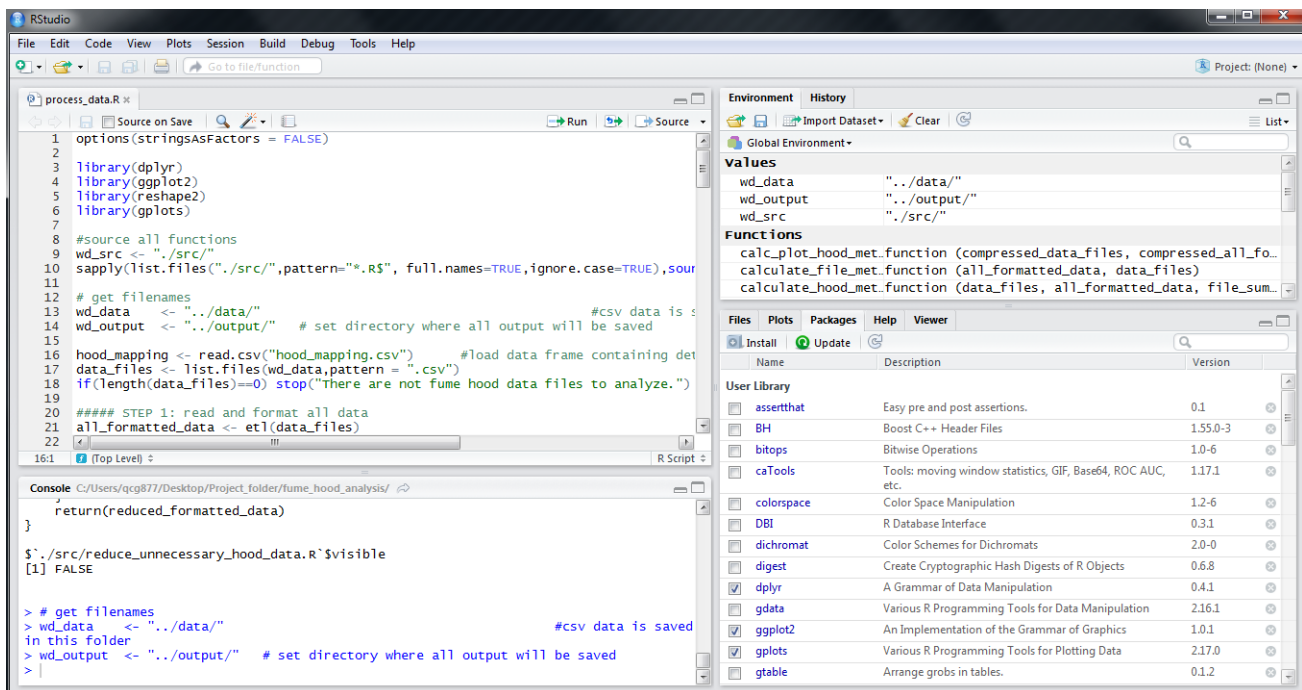 RStudio
File Edit Code View Plots Session Build Debug Tools Help
Go to file/function
Project: (None)
process_data.R
Source on Save
Run
Source
1 options(stringsAsFactors = FALSE)
2
3 library(dplyr)
4 library(ggplot2)
5 library(reshape2)
6 library(gplots)
7
8 #source all functions
9 wd_src <- "./src/"
10 sapply(list.files("./src/",pattern="*.R$", full.names=TRUE,ignore.case=TRUE),sour
11
12 # get filenames
13 wd_data    <- "../data/"                                             #csv data is s
14 wd_output  <- "../output/"   # set directory where all output will be saved
15
16 hood_mapping <- read.csv("hood_mapping.csv")       #load data frame containing det
17 data_files <- list.files(wd_data,pattern = ".csv")
18 if(length(data_files)==0) stop("There are not fume hood data files to analyze.")
19
20 ##### STEP 1: read and format all data
21 all_formatted_data <- etl(data_files)
22
16:1 (Top Level) R Script
Console C:/Users/qcg877/Desktop/Project_folder/fume_hood_analysis/
return(reduced_formatted_data)
}
$`./src/reduce_unnecessary_hood_data.R`$visible
[1] FALSE
> # get filenames
> wd_data    <- "../data/"                                             #csv data is saved
in this folder
> wd_output  <- "../output/"   # set directory where all output will be saved
>
Environment History
Import Dataset Clear List
Global Environment
Values
wd_data "../data/"
wd_output "../output/"
wd_src "./src/"
Functions
calc_plot_hood_met…function (compressed_data_files, compressed_all_fo…
calculate_file_met…function (all_formatted_data, data_files)
calculate_hood_met…function (data_files, all_formatted_data, file_sum…
Files Plots Packages Help Viewer
Install Update
Name Description Version
User Library
assertthat Easy pre and post assertions. 0.1
BH Boost C++ Header Files 1.55.0-3
bitops Bitwise Operations 1.0-6
caTools Tools: moving window statistics, GIF, Base64, ROC AUC, etc. 1.17.1
colorspace Color Space Manipulation 1.2-6
DBI R Database Interface 0.3.1
dichromat Color Schemes for Dichromats 2.0-0
digest Create Cryptographic Hash Digests of R Objects 0.6.8
dplyr A Grammar of Data Manipulation 0.4.1
gdata Various R Programming Tools for Data Manipulation 2.16.1
ggplot2 An Implementation of the Grammar of Graphics 1.0.1
gplots Various R Programming Tools for Plotting Data 2.17.0
gtable Arrange grobs in tables. 0.1.2